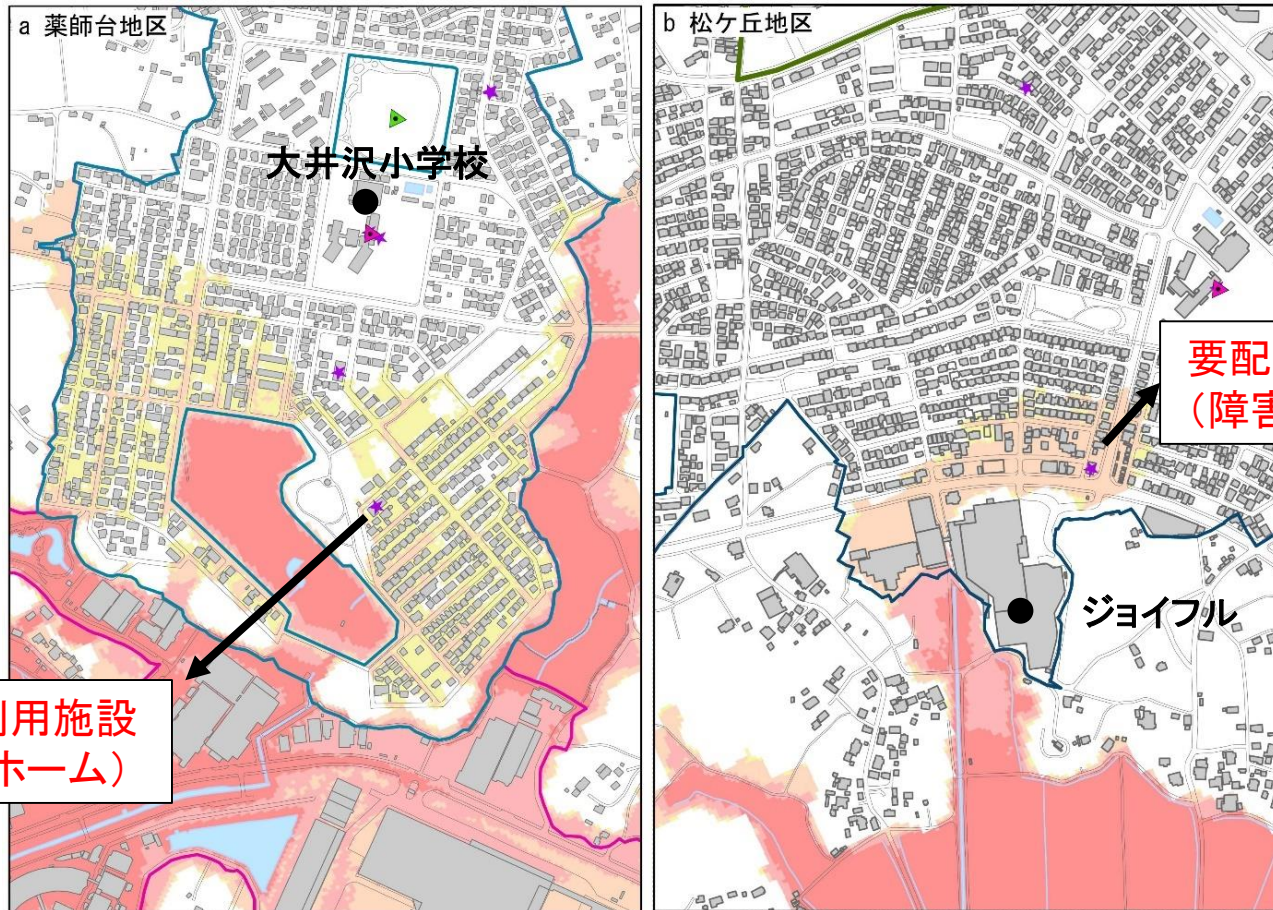 a 薬師台地区
大井沢小学校
利用施設
ホーム）
b 松ケ丘地区
要配
（障害
ジョイフル